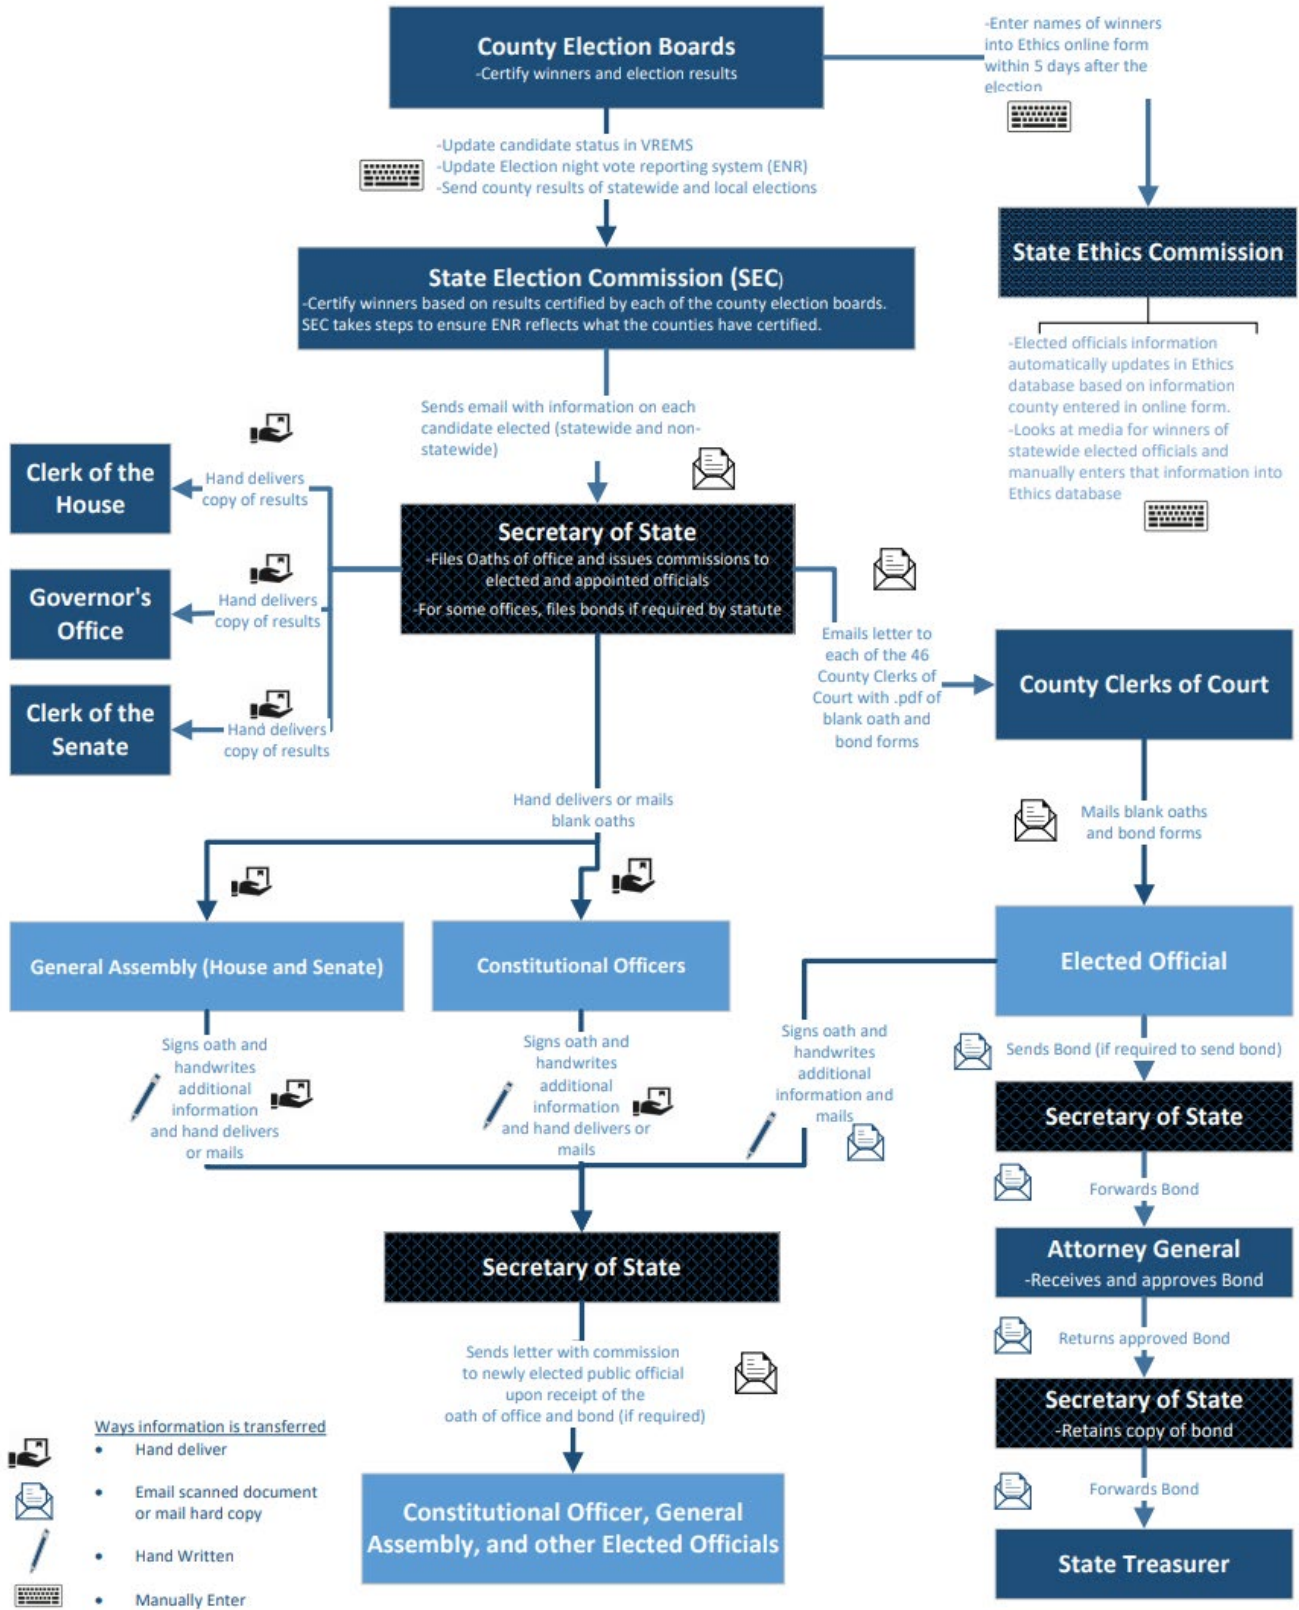 County Election Boards
-Certify winners and election results
-Enter names of winners
into Ethics online form
within 5 days after the
election
-Update candidate status in VREMS
-Update Election night vote reporting system (ENR)
-Send county results of statewide and local elections
State Ethics Commission
State Election Commission (SEC)
-Certify winners based on results certified by each of the county election boards.
SEC takes steps to ensure ENR reflects what the counties have certified.
-Elected officials information
automatically updates in Ethics
database based on information
county entered in online form.
-Looks at media for winners of
statewide elected officials and
manually enters that information into
Ethics database
Sends email with information on each
candidate elected (statewide and non-
statewide)
Clerk of the
House
Hand delivers
copy of results
Secretary of State
-Files Oaths of office and issues commissions to
elected and appointed officials
-For some offices, files bonds if required by statute
Governor's
Office
Hand delivers
copy of results
Clerk of the
Senate
Hand delivers
copy of results
Emails letter to
each of the 46
County Clerks of
Court with .pdf of
blank oath and
bond forms
County Clerks of Court
Hand delivers or mails
blank oaths
Mails blank oaths
and bond forms
General Assembly (House and Senate)
Constitutional Officers
Elected Official
Signs oath and
handwrites
additional
information
and hand delivers
or mails
Signs oath and
handwrites
additional
information
and hand delivers or
mails
Signs oath and
handwrites
additional
information and
mails
Sends Bond (if required to send bond)
Secretary of State
Forwards Bond
Attorney General
-Receives and approves Bond
Returns approved Bond
Secretary of State
-Retains copy of bond
Forwards Bond
State Treasurer
Secretary of State
Sends letter with commission
to newly elected public official
upon receipt of the
oath of office and bond (if required)
Constitutional Officer, General
Assembly, and other Elected Officials
Ways information is transferred
• Hand deliver
• Email scanned document
or mail hard copy
• Hand Written
• Manually Enter